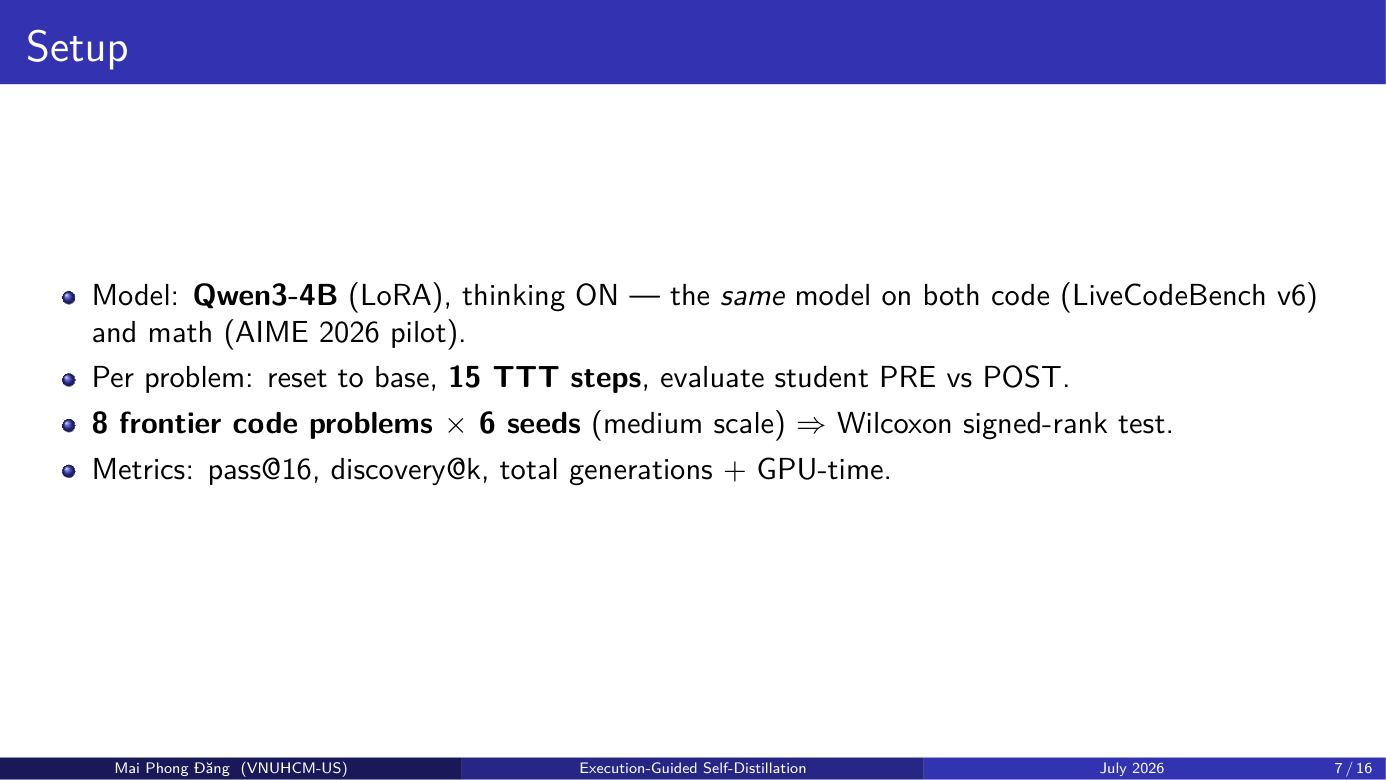 Setup
Model: Qwen3-4B (LoRA), thinking ON — the same model on both code (LiveCodeBench v6)
and math (AIME 2026 pilot).
Per problem: reset to base, 15 TTT steps, evaluate student PRE vs POST.
8 frontier code problems × 6 seeds (medium scale) ⇒ Wilcoxon signed-rank test.
Metrics: pass@16, discovery@k, total generations + GPU-time.
Mai Phong Đăng (VNUHCM-US) Execution-Guided Self-Distillation July 2026 7 / 16